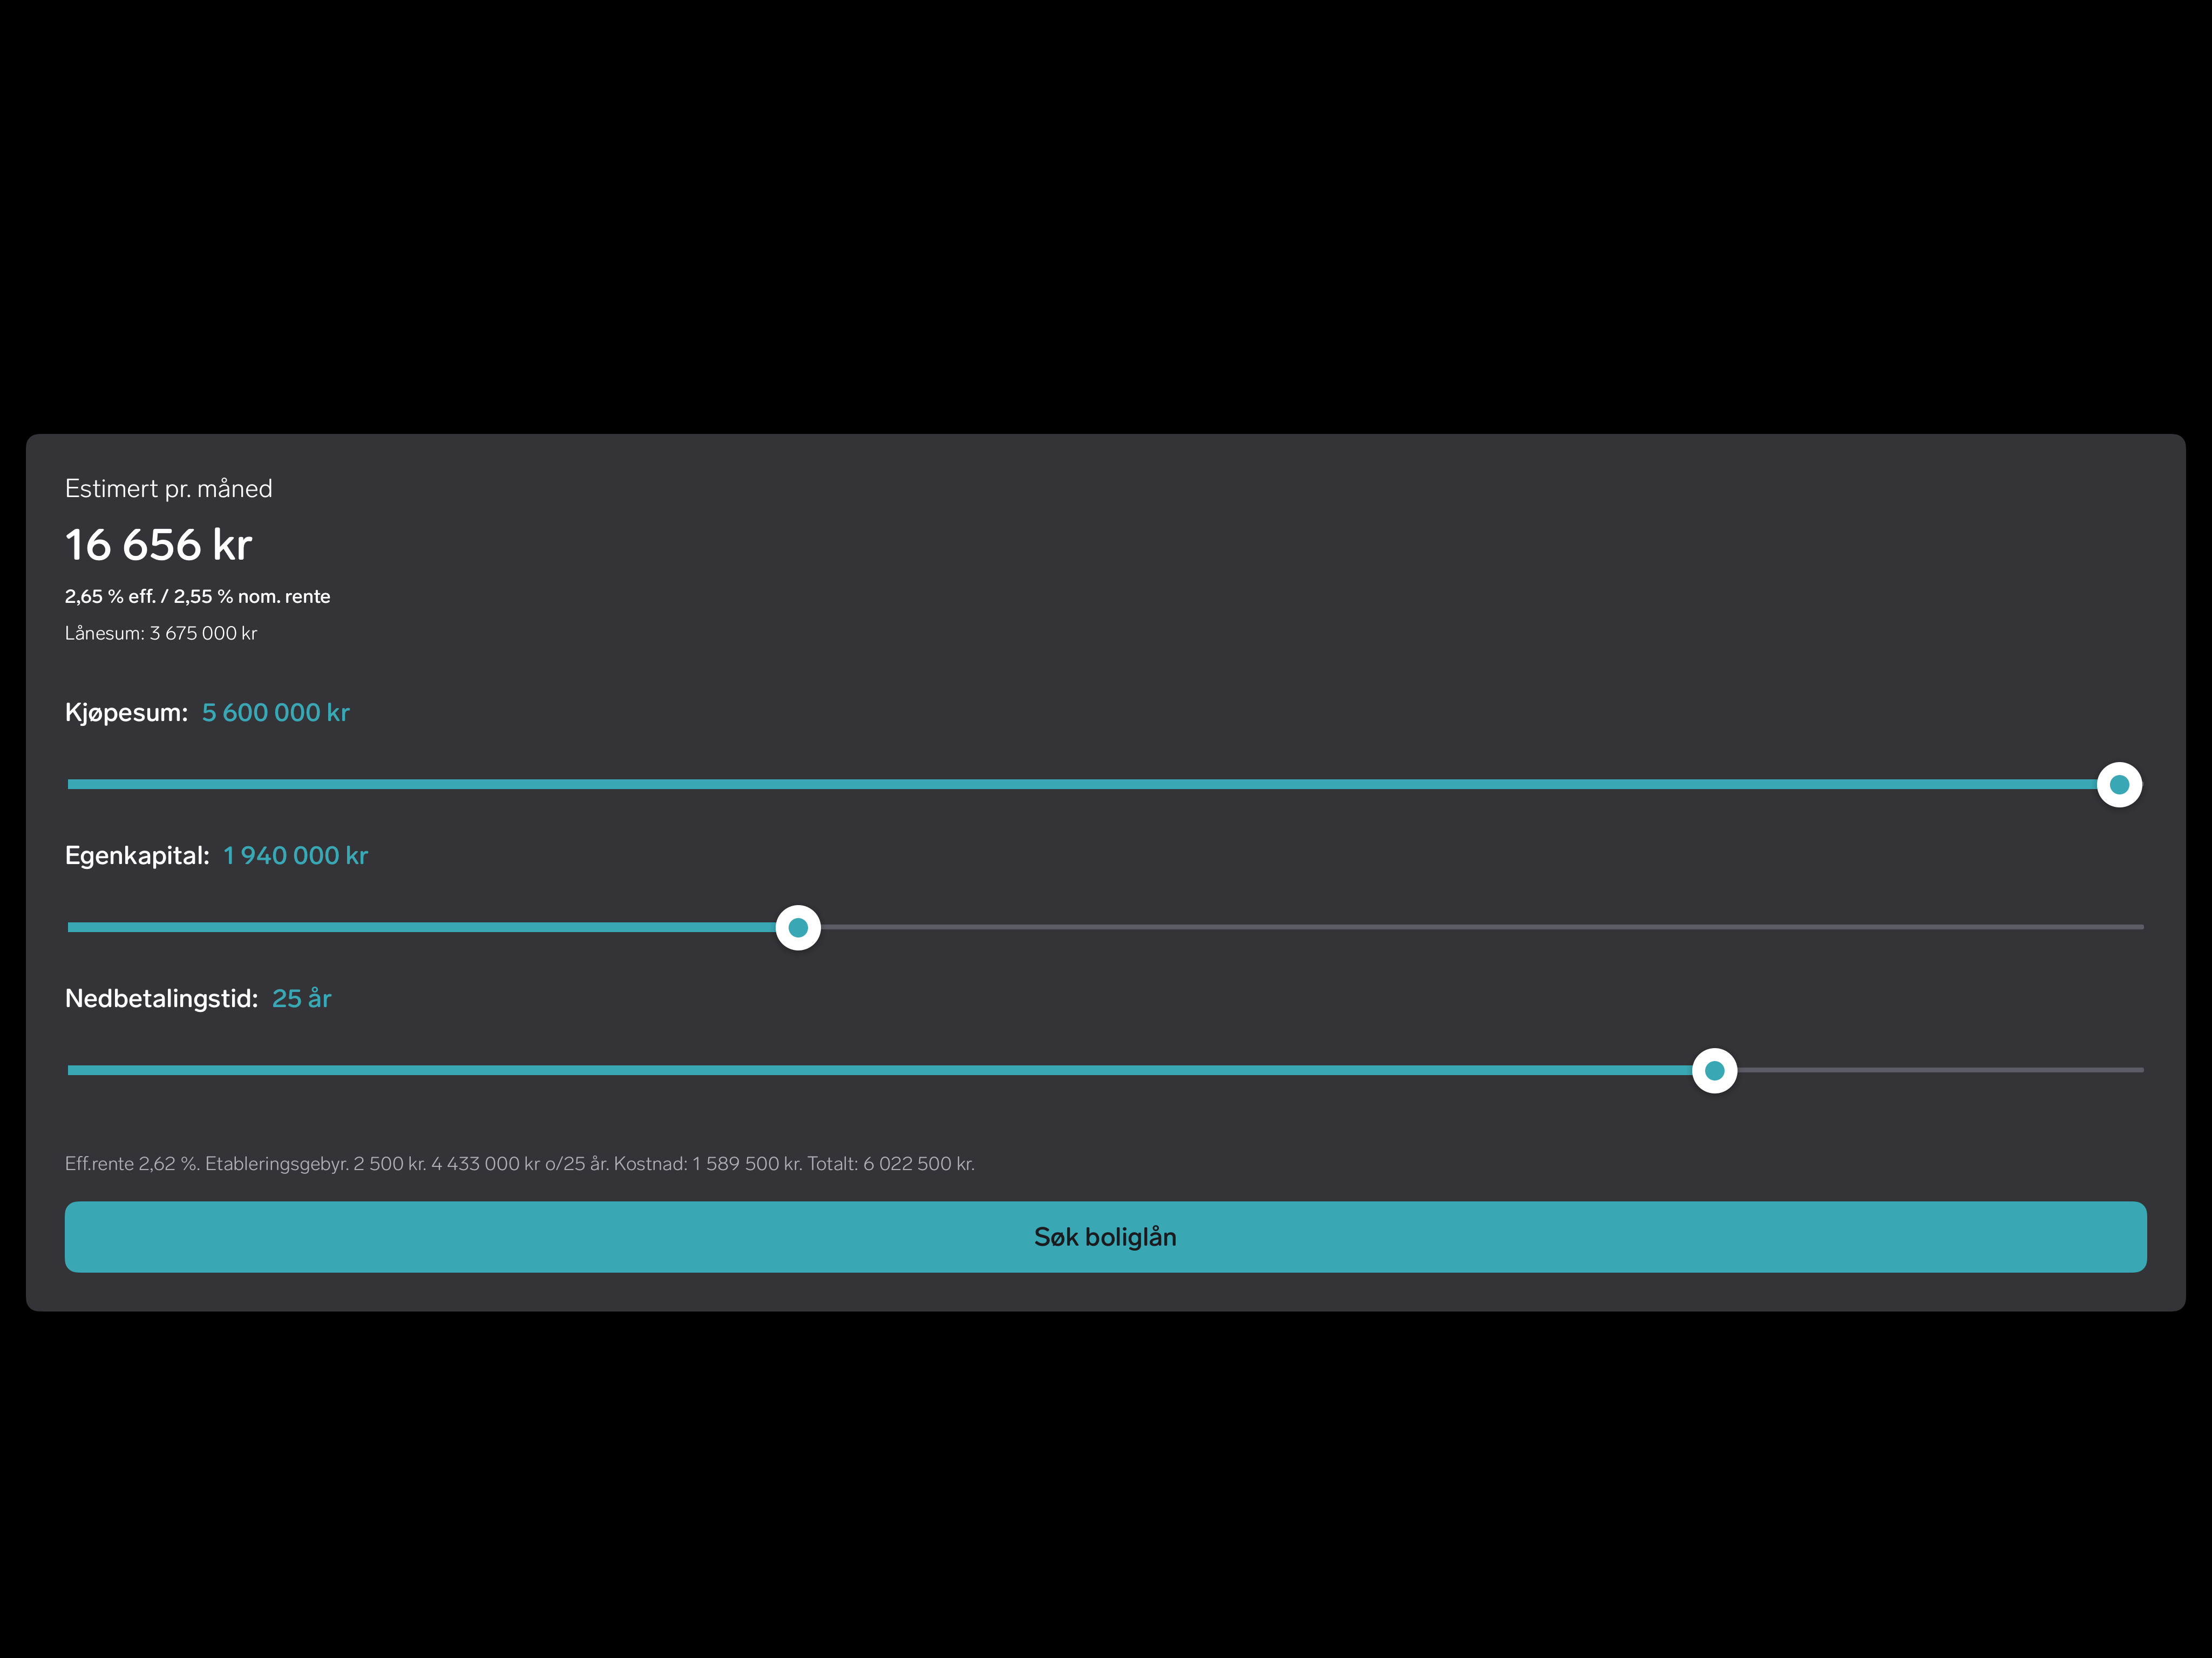 Estimert pr. måned
16 656 kr
2,65 % eff. / 2,55 % nom. rente
Lånesum: 3 675 000 kr
Kjøpesum: 5 600 000 kr
Egenkapital: 1 940 000 kr
Nedbetalingstid: 25 år
Eff.rente 2,62 %. Etableringsgebyr. 2 500 kr. 4 433 000 kr o/25 år. Kostnad: 1 589 500 kr. Totalt: 6 022 500 kr.
Søk boliglån